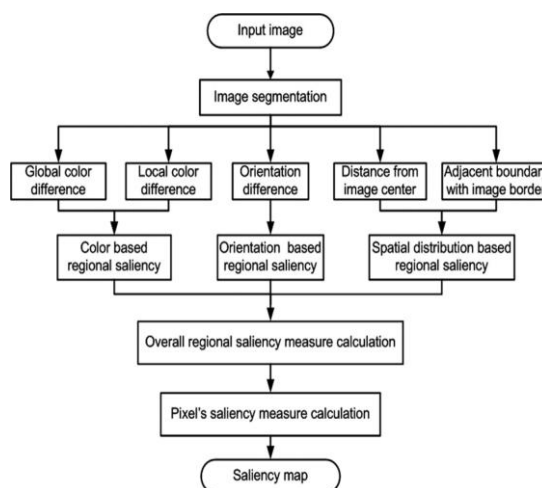 Input image
Image segmentation
Global color
difference
Local color
difference
Orientation
difference
Distance from
image center
Adjacent boundary
with image border
Color based
regional saliency
Orientation based
regional saliency
Spatial distribution based
regional saliency
Overall regional saliency measure calculation
Pixel's saliency measure calculation
Saliency map